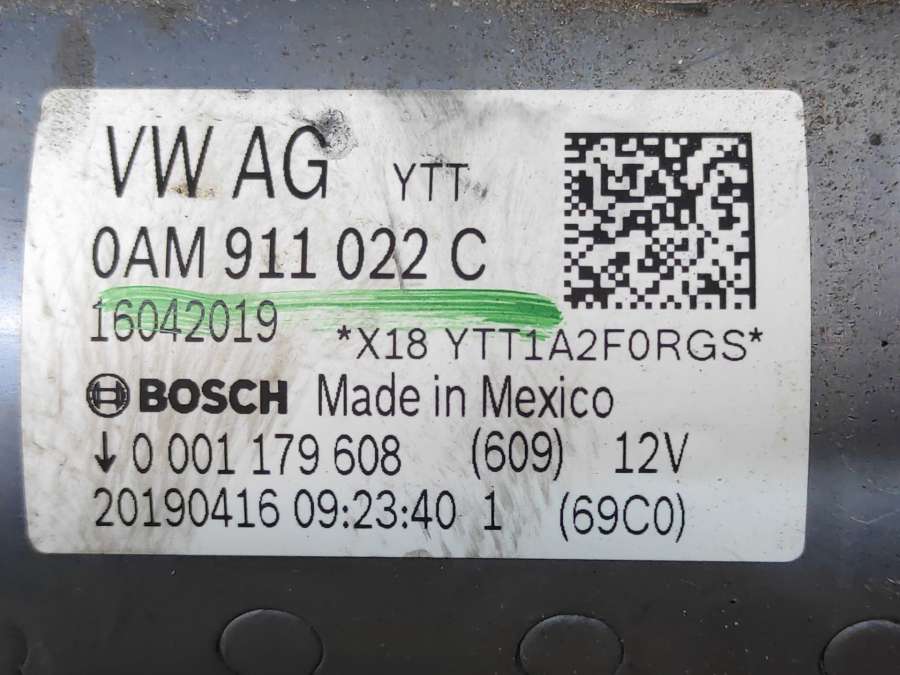 VW AG YTT
0AM 911 022 C
16042019
*X18 YTT1A2F0RGS*
BOSCH Made in Mexico
↓ 0 001 179 608 (609) 12V
20190416 09:23:40 1 (69C0)